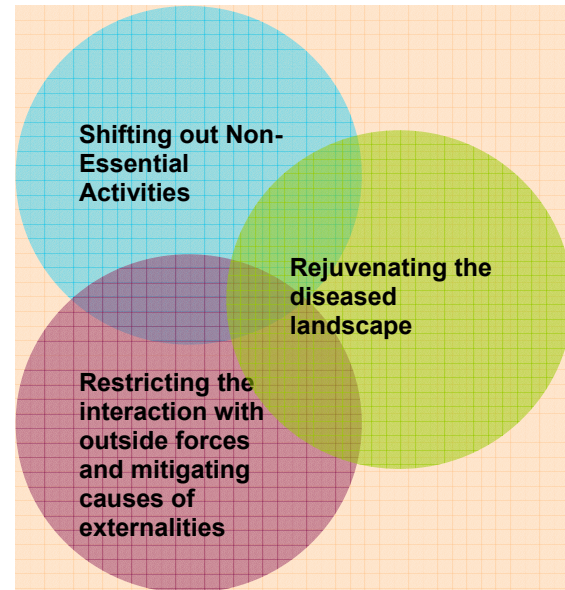 Shifting out Non-
Essential
Activities
Rejuvenating the
diseased
landscape
Restricting the
interaction with
outside forces
and mitigating
causes of
externalities